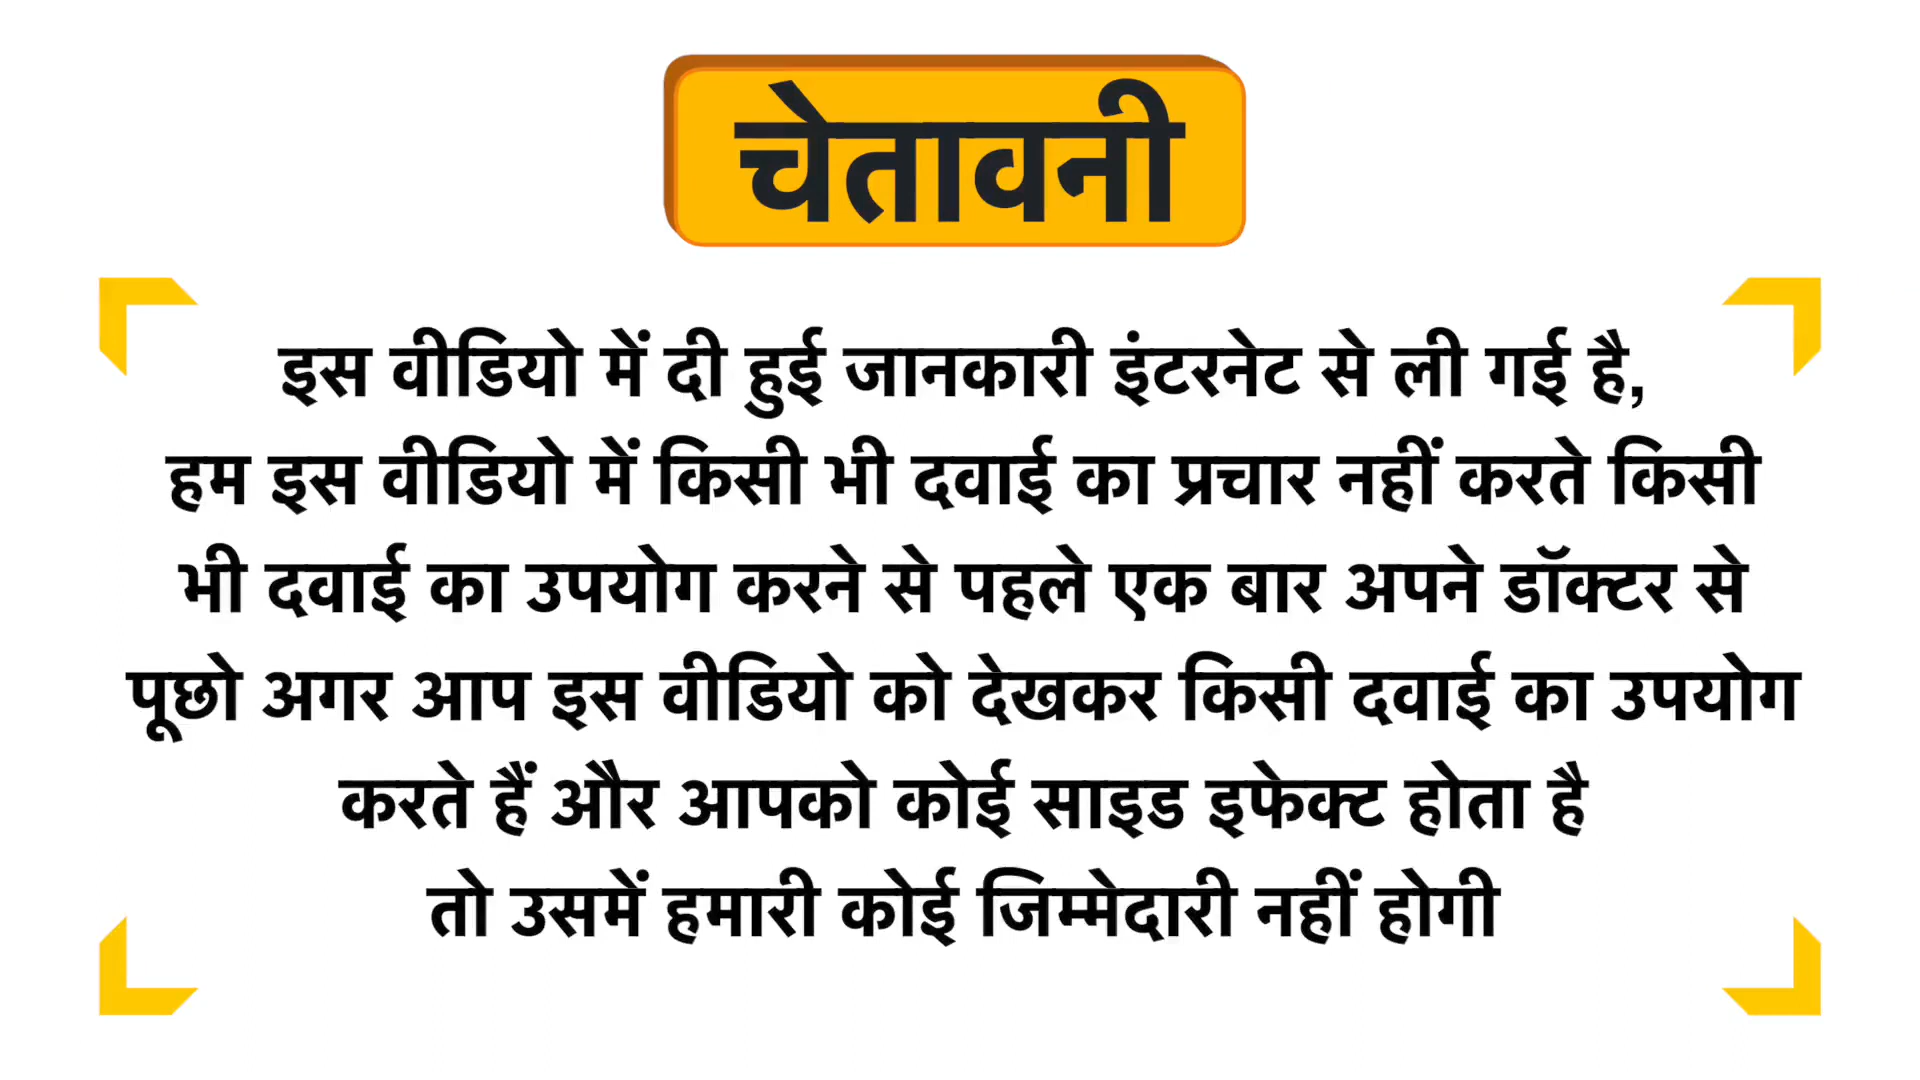 चेतावनी
इस वीडियो में दी हुई जानकारी इंटरनेट से ली गई है,
हम इस वीडियो में किसी भी दवाई का प्रचार नहीं करते किसी
भी दवाई का उपयोग करने से पहले एक बार अपने डॉक्टर से
पूछो अगर आप इस वीडियो को देखकर किसी दवाई का उपयोग
करते हैं और आपको कोई साइड इफेक्ट होता है
तो उसमें हमारी कोई जिम्मेदारी नहीं होगी